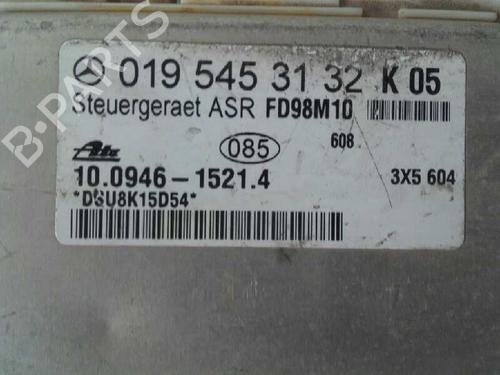 019 545 31 32 K 05
Steuergeraet ASR FD98M10
085
608
Ate
10.0946-1521.4
3X5 604
*DSU8K15D54*
B-PARTS